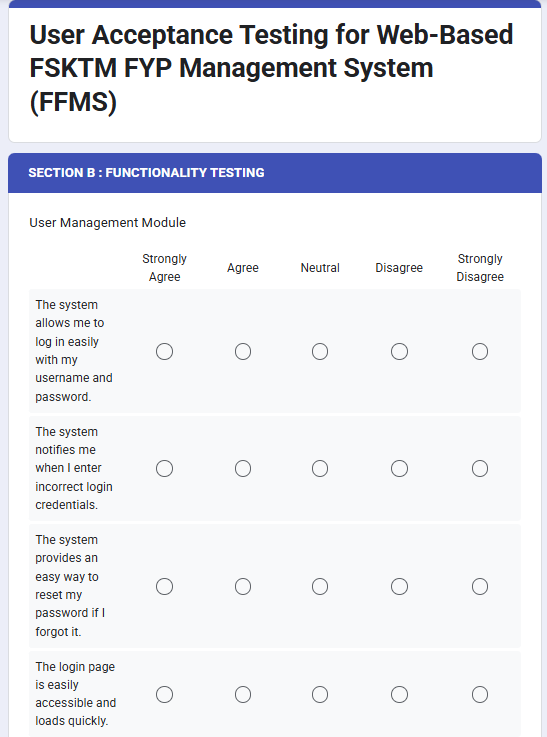 User Acceptance Testing for Web-Based
FSKTM FYP Management System
(FFMS)
SECTION B : FUNCTIONALITY TESTING
User Management Module
Strongly
Agree
Agree
Neutral
Disagree
Strongly
Disagree
The system
allows me to
log in easily
with my
username and
password.
The system
notifies me
when I enter
incorrect login
credentials.
The system
provides an
easy way to
reset my
password if I
forgot it.
The login page
is easily
accessible and
loads quickly.